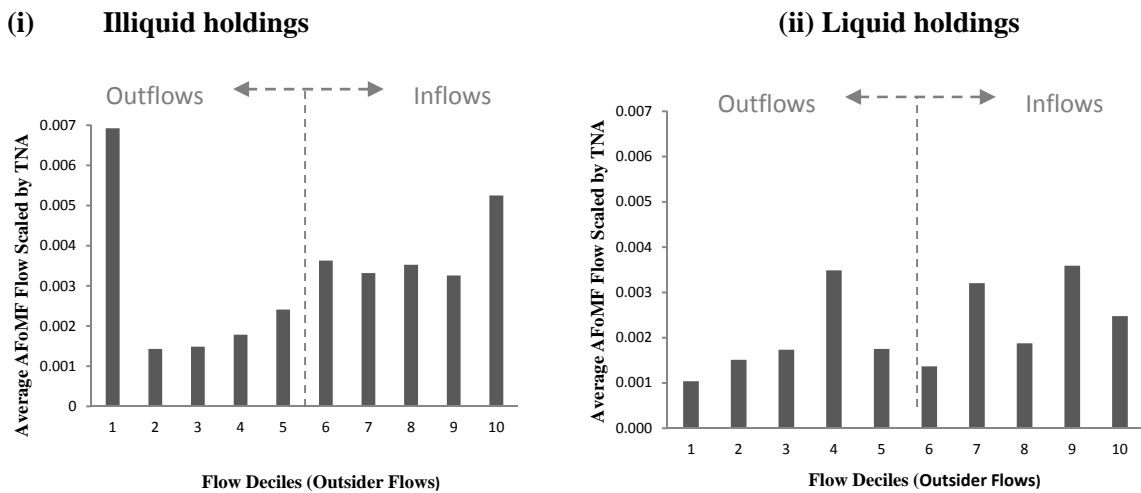 (i) Illiquid holdings
Outflows Inflows
Average AFoMF Flow Scaled by TNA
0.007
0.006
0.005
0.004
0.003
0.002
0.001
0
1 2 3 4 5 6 7 8 9 10
Flow Deciles (Outsider Flows)
(ii) Liquid holdings
Outflows Inflows
Average AFoMF Flow Scaled by TNA
0.007
0.006
0.005
0.004
0.003
0.002
0.001
0.000
1 2 3 4 5 6 7 8 9 10
Flow Deciles (Outsider Flows)